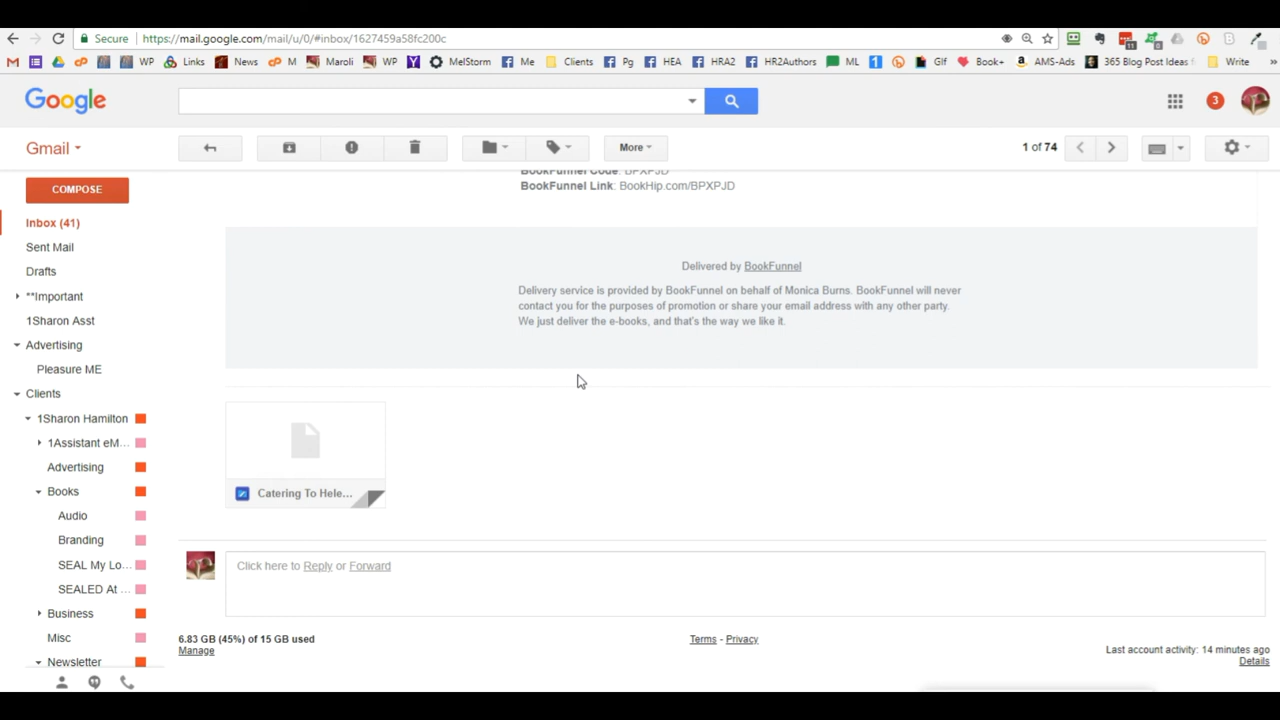 Secure https://mail.google.com/mail/u/0/#inbox/1627459a58fc200c
11 0
WP Links News M Maroli WP MelStorm Me Clients Pg HEA HRA2 HR2Authors ML 1 Gif Book+ AMS-Ads 365 Blog Post Ideas f Write »
Google
3
Gmail
More
1 of 74
COMPOSE
BookFunnel Code: BPXPJD
BookFunnel Link: BookHip.com/BPXPJD
Inbox (41)
Sent Mail
Drafts
**Important
1Sharon Asst
Advertising
Pleasure ME
Clients
1Sharon Hamilton
1Assistant eM...
Advertising
Books
Audio
Branding
SEAL My Lo...
SEALED At ...
Business
Misc
Newsletter
Delivered by BookFunnel
Delivery service is provided by BookFunnel on behalf of Monica Burns. BookFunnel will never
contact you for the purposes of promotion or share your email address with any other party.
We just deliver the e-books, and that's the way we like it.
Catering To Hele...
Click here to Reply or Forward
6.83 GB (45%) of 15 GB used
Manage
Terms - Privacy
Last account activity: 14 minutes ago
Details